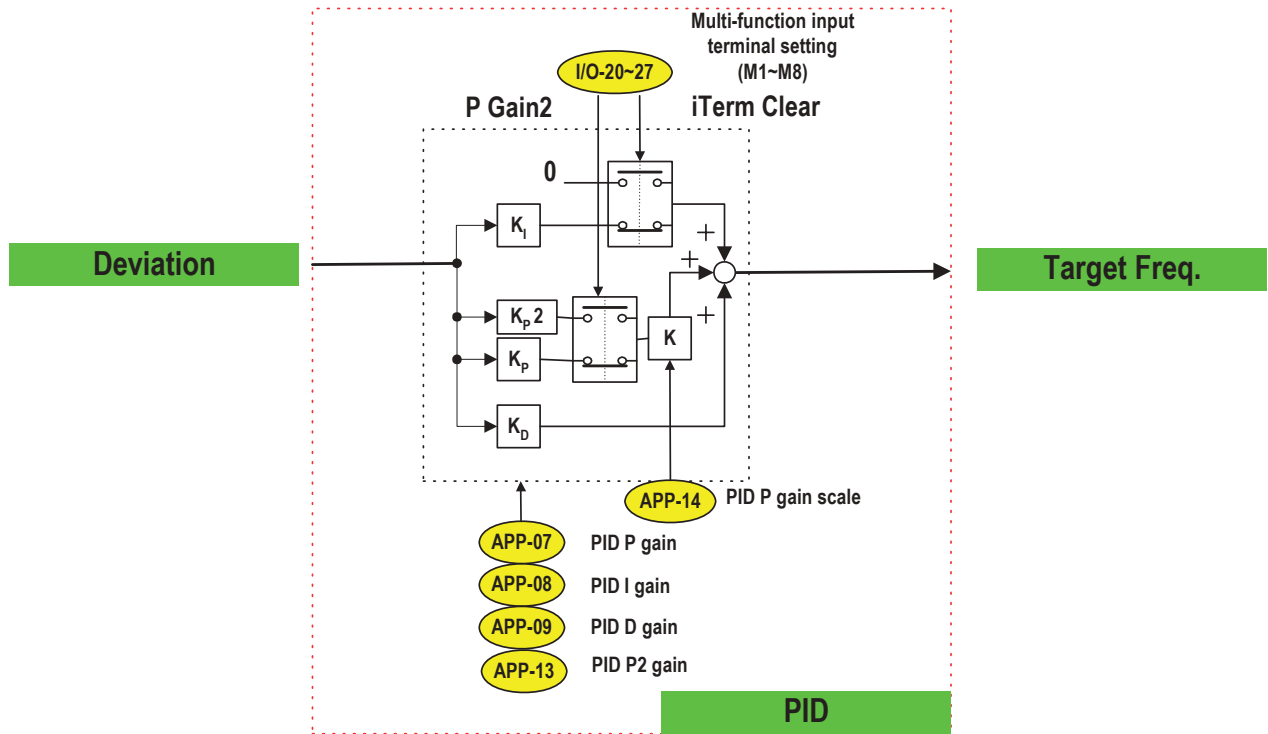 Multi-function input
terminal setting
(M1~M8)
I/O-20~27
P Gain2
iTerm Clear
0
K_I
Deviation
Target Freq.
+
+
+
K_P 2
K_P
K
K_D
APP-14
PID P gain scale
APP-07
PID P gain
APP-08
PID I gain
APP-09
PID D gain
APP-13
PID P2 gain
PID